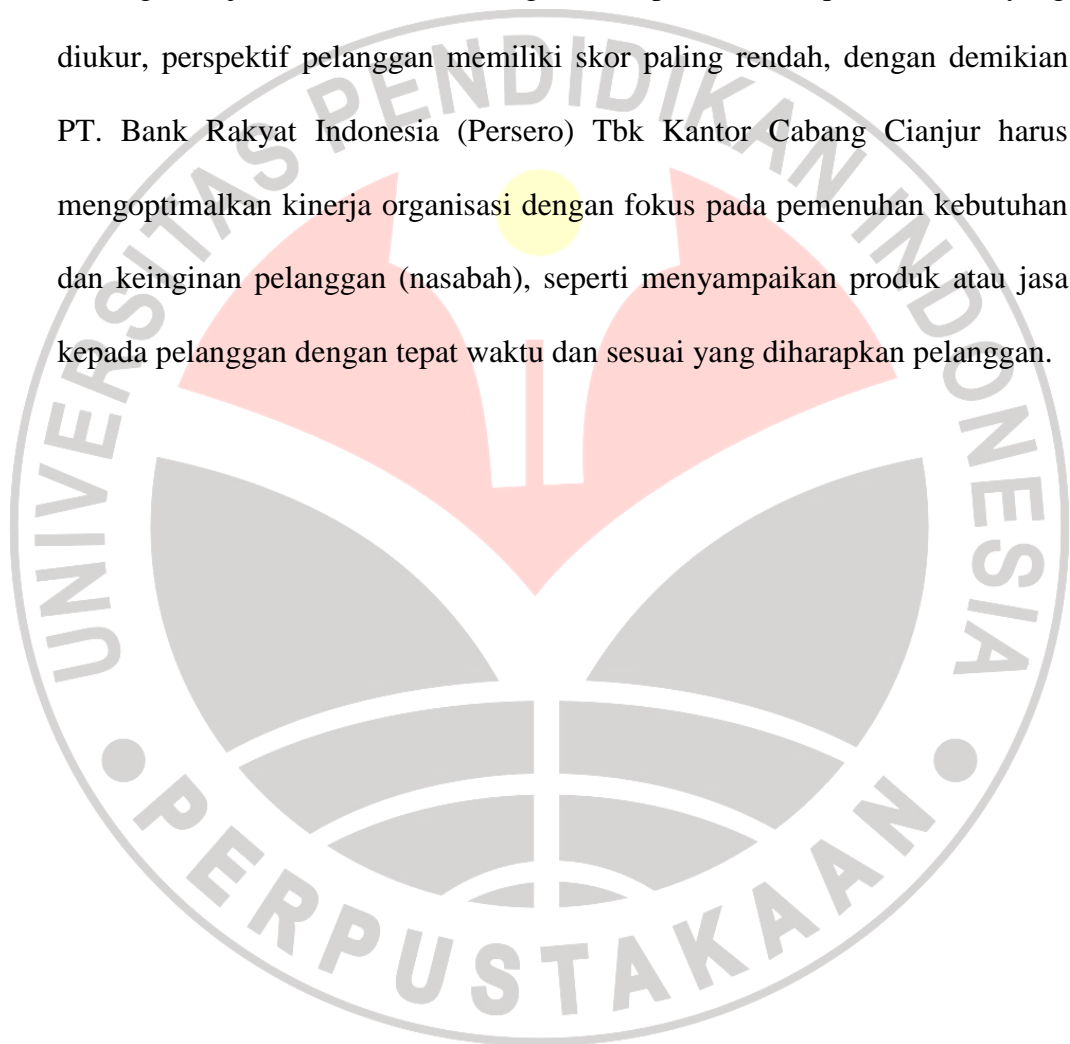 diukur, perspektif pelanggan memiliki skor paling rendah, dengan demikian
PT. Bank Rakyat Indonesia (Persero) Tbk Kantor Cabang Cianjur harus
mengoptimalkan kinerja organisasi dengan fokus pada pemenuhan kebutuhan
dan keinginan pelanggan (nasabah), seperti menyampaikan produk atau jasa
kepada pelanggan dengan tepat waktu dan sesuai yang diharapkan pelanggan.
UNIVERSITAS PENDIDIKAN INDONESIA
PERPUSTAKAAN